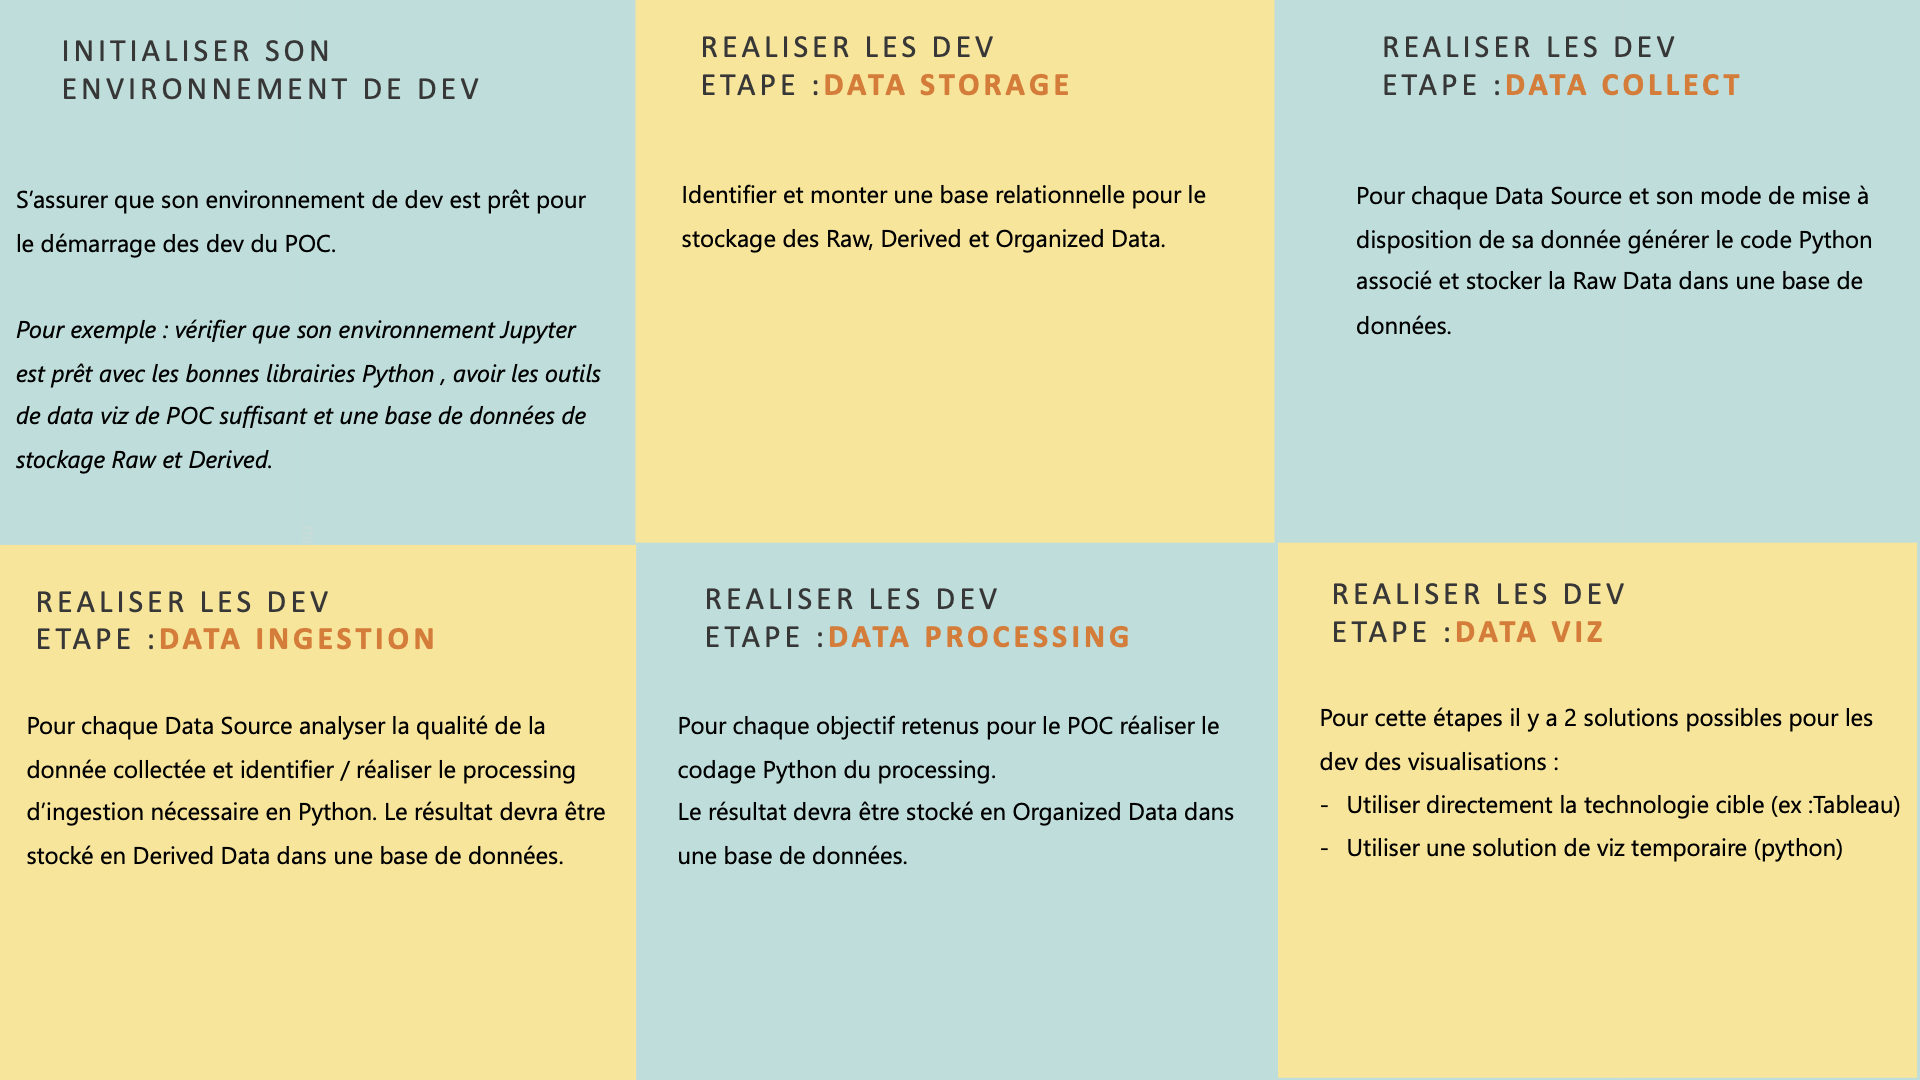 INITIALISER SON
ENVIRONNEMENT DE DEV
S'assurer que son environnement de dev est prêt pour
le démarrage des dev du POC.
Pour exemple : vérifier que son environnement Jupyter
est prêt avec les bonnes librairies Python , avoir les outils
de data viz de POC suffisant et une base de données de
stockage Raw et Derived.
REALISER LES DEV
ETAPE :DATA STORAGE
Identifier et monter une base relationnelle pour le
stockage des Raw, Derived et Organized Data.
REALISER LES DEV
ETAPE :DATA COLLECT
Pour chaque Data Source et son mode de mise à
disposition de sa donnée générer le code Python
associé et stocker la Raw Data dans une base de
données.
REALISER LES DEV
ETAPE :DATA INGESTION
Pour chaque Data Source analyser la qualité de la
donnée collectée et identifier / réaliser le processing
d'ingestion nécessaire en Python. Le résultat devra être
stocké en Derived Data dans une base de données.
REALISER LES DEV
ETAPE :DATA PROCESSING
Pour chaque objectif retenus pour le POC réaliser le
codage Python du processing.
Le résultat devra être stocké en Organized Data dans
une base de données.
REALISER LES DEV
ETAPE :DATA VIZ
Pour cette étapes il y a 2 solutions possibles pour les
dev des visualisations :
- Utiliser directement la technologie cible (ex :Tableau)
- Utiliser une solution de viz temporaire (python)